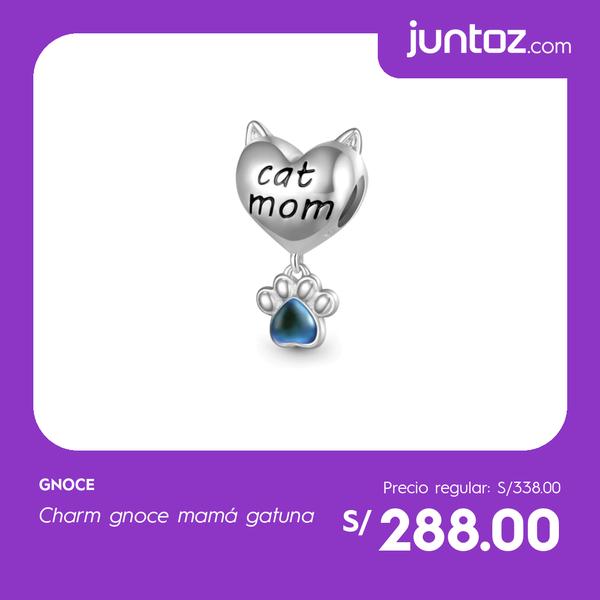 juntoz.com
cat
mom
GNOCE
Charm gnoce mamá gatuna
Precio regular: S/338.00
S/ 288.00